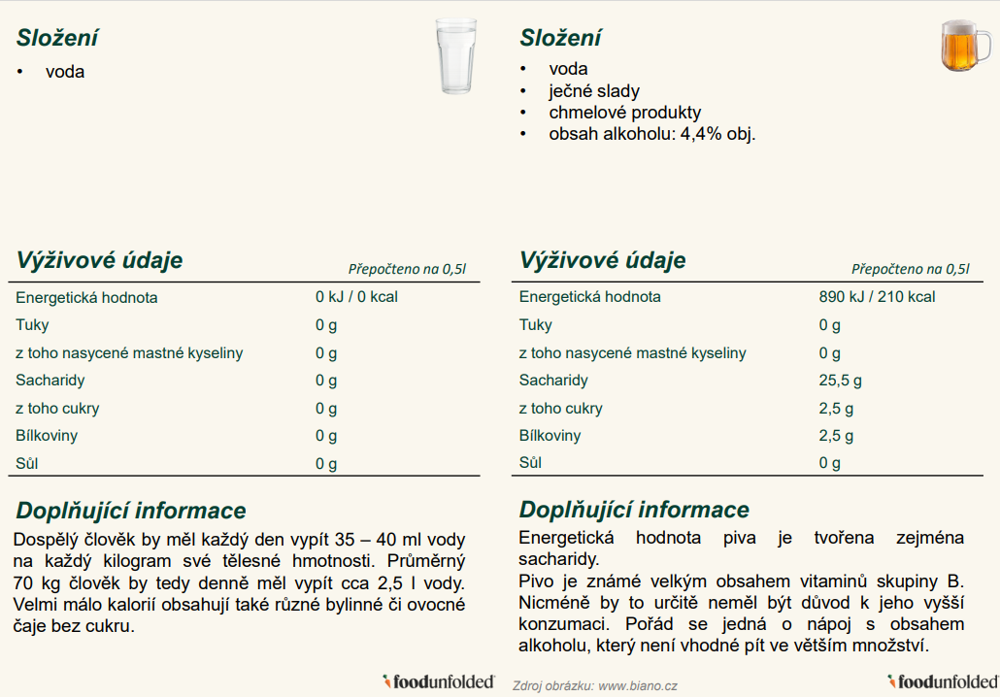 Složení
• voda
Výživové údaje
Přepočteno na 0,5l
Energetická hodnota 0 kJ / 0 kcal
Tuky 0 g
z toho nasycené mastné kyseliny 0 g
Sacharidy 0 g
z toho cukry 0 g
Bílkoviny 0 g
Sůl 0 g
Doplňující informace
Dospělý člověk by měl každý den vypít 35 – 40 ml vody
na každý kilogram své tělesné hmotnosti. Průměrný
70 kg člověk by tedy denně měl vypít cca 2,5 l vody.
Velmi málo kalorií obsahují také různé bylinné či ovocné
čaje bez cukru.
foodunfolded
Složení
• voda
• ječné slady
• chmelové produkty
• obsah alkoholu: 4,4% obj.
Výživové údaje
Přepočteno na 0,5l
Energetická hodnota 890 kJ / 210 kcal
Tuky 0 g
z toho nasycené mastné kyseliny 0 g
Sacharidy 25,5 g
z toho cukry 2,5 g
Bílkoviny 2,5 g
Sůl 0 g
Doplňující informace
Energetická hodnota piva je tvořena zejména
sacharidy.
Pivo je známé velkým obsahem vitaminů skupiny B.
Nicméně by to určitě neměl být důvod k jeho vyšší
konzumaci. Pořád se jedná o nápoj s obsahem
alkoholu, který není vhodné pít ve větším množství.
Zdroj obrázku: www.biano.cz
foodunfolded